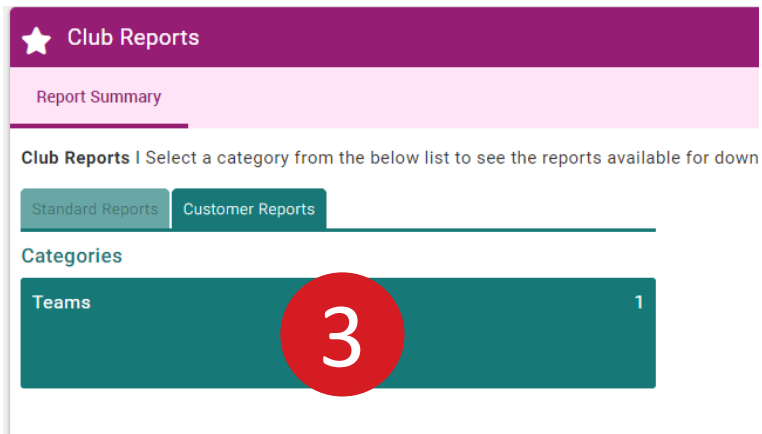 Club Reports
Report Summary
Club Reports I Select a category from the below list to see the reports available for down
Standard Reports Customer Reports
Categories
Teams 1
3